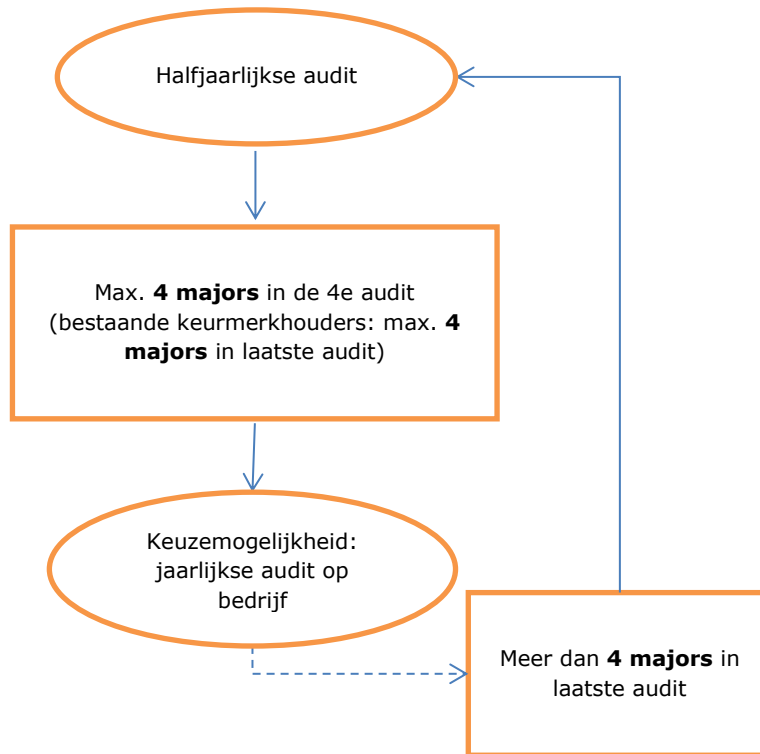 Halfjaarlijkse audit
Max. 4 majors in de 4e audit
(bestaande keurmerkhouders: max. 4
majors in laatste audit)
Keuzemogelijkheid:
jaarlijkse audit op
bedrijf
Meer dan 4 majors in
laatste audit